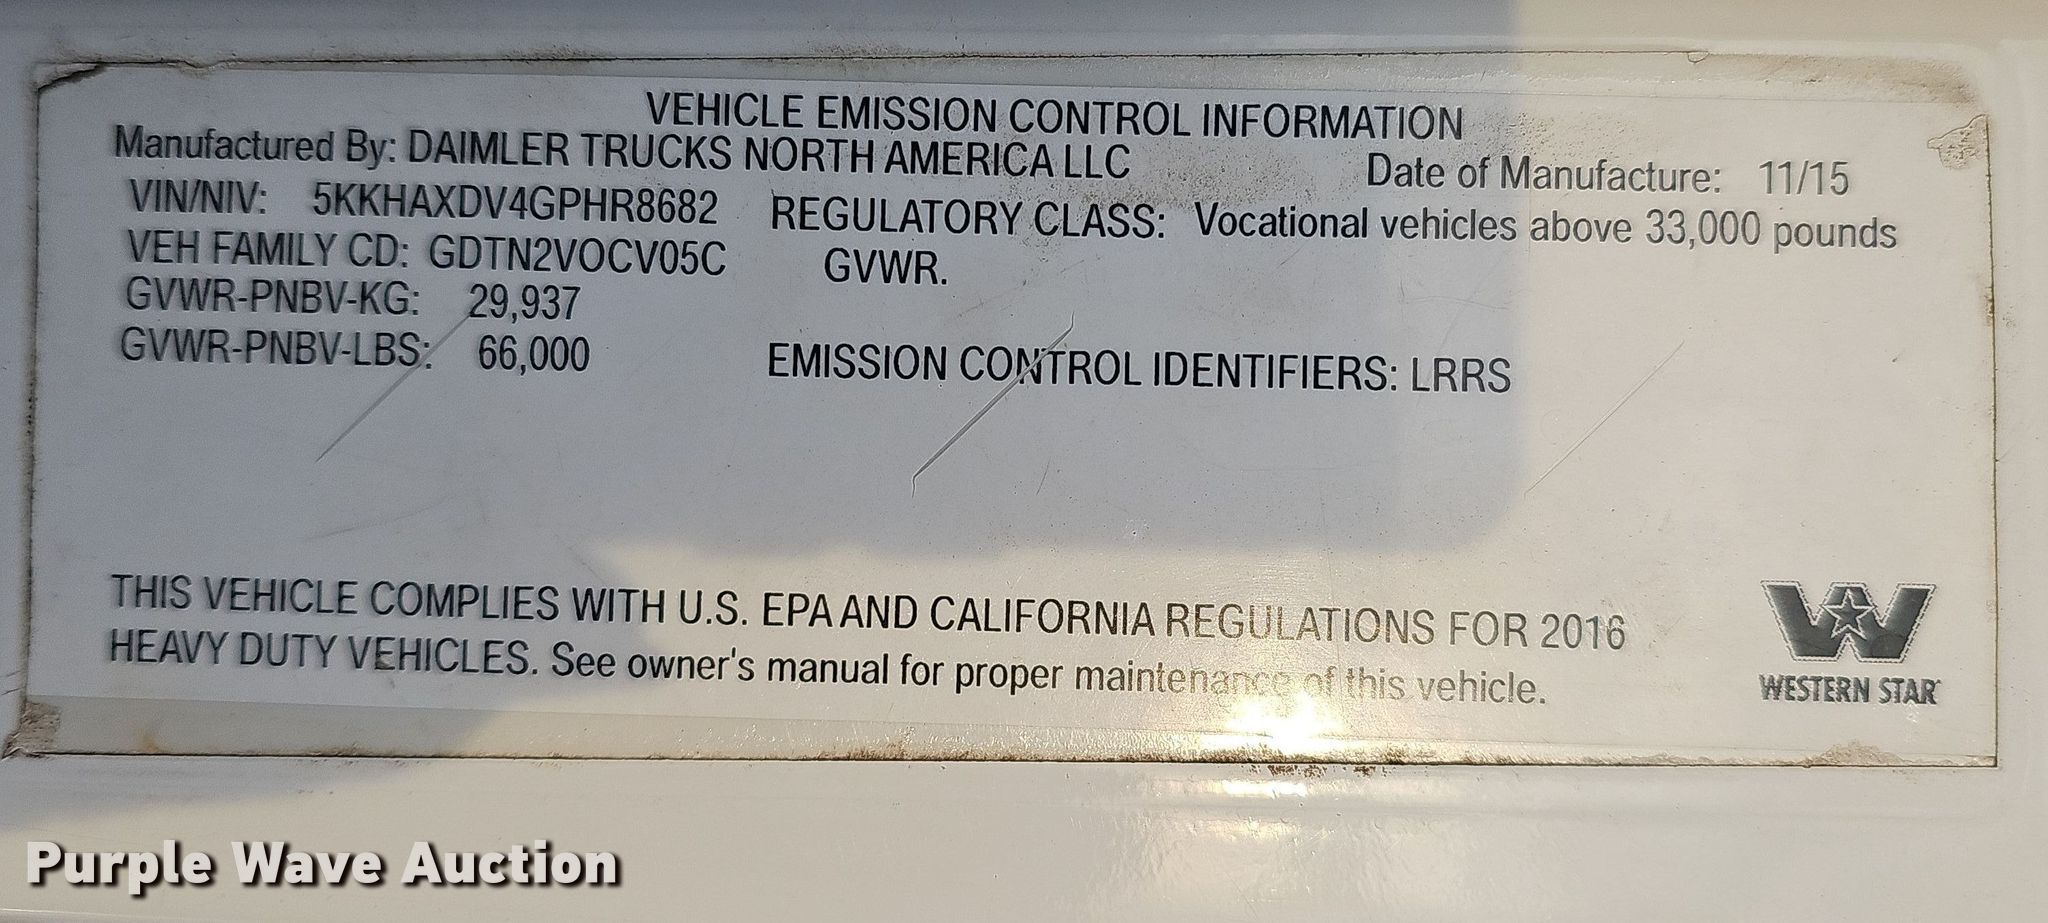 VEHICLE EMISSION CONTROL INFORMATION
Manufactured By: DAIMLER TRUCKS NORTH AMERICA LLC
Date of Manufacture: 11/15
VIN/NIV: 5KKHAXDV4GPHR8682
REGULATORY CLASS: Vocational vehicles above 33,000 pounds
GVWR.
VEH FAMILY CD: GDTN2VOCV05C
GVWR-PNBV-KG: 29,937
GVWR-PNBV-LBS: 66,000
EMISSION CONTROL IDENTIFIERS: LRRS
THIS VEHICLE COMPLIES WITH U.S. EPA AND CALIFORNIA REGULATIONS FOR 2016
HEAVY DUTY VEHICLES. See owner's manual for proper maintenance of this vehicle.
WESTERN STAR
Purple Wave Auction